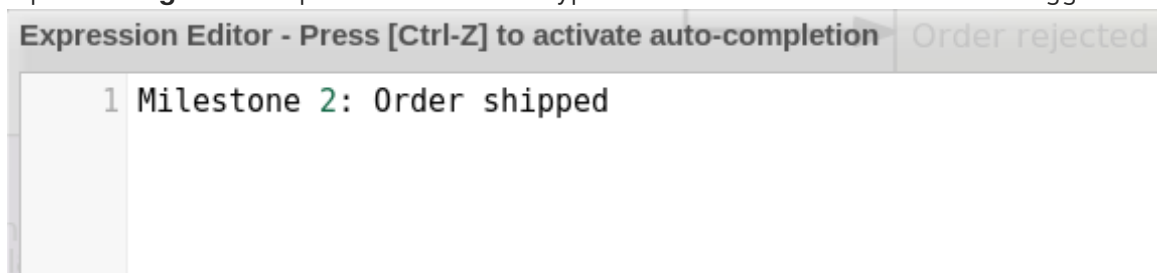 Expression Editor - Press [Ctrl-Z] to activate auto-completion Order rejected
1 Milestone 2: Order shipped